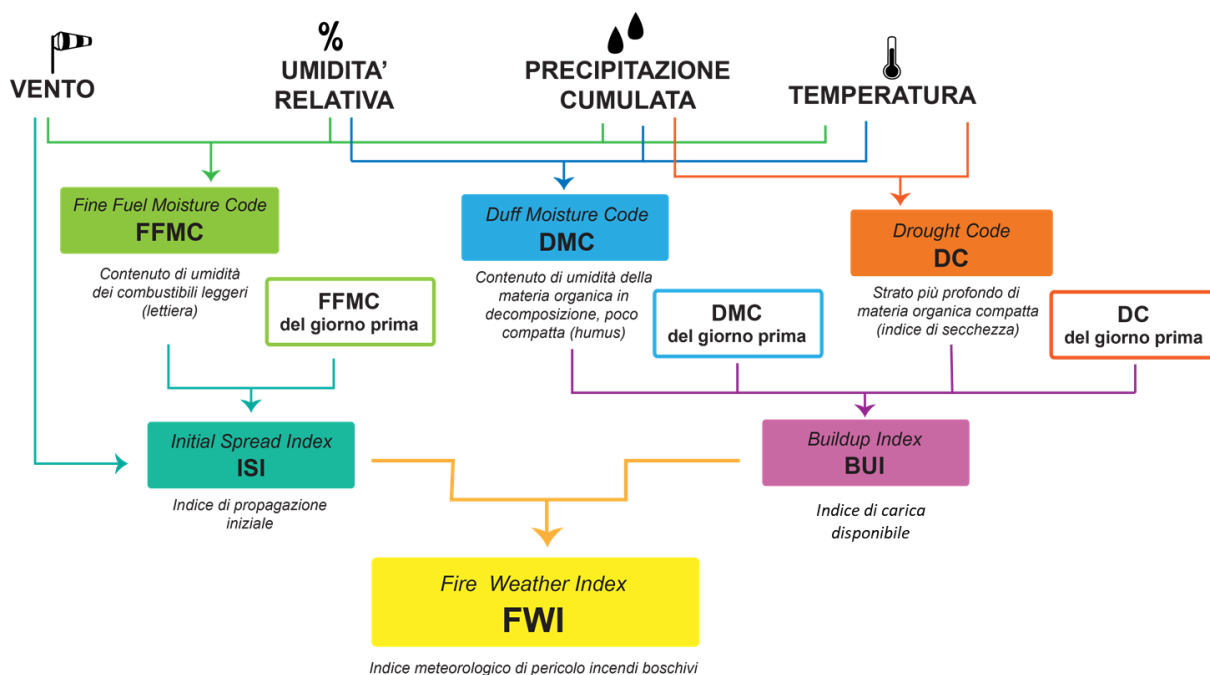 VENTO
%
UMIDITA’
RELATIVA
PRECIPITAZIONE
CUMULATA
TEMPERATURA
Fine Fuel Moisture Code
FFMC
Contenuto di umidità
dei combustibili leggeri
(lettiera)
FFMC
del giorno prima
Duff Moisture Code
DMC
Contenuto di umidità della
materia organica in
decomposizione, poco
compatta (humus)
DMC
del giorno prima
Drought Code
DC
Strato più profondo di
materia organica compatta
(indice di secchezza)
DC
del giorno prima
Initial Spread Index
ISI
Indice di propagazione
iniziale
Buildup Index
BUI
Indice di carica
disponibile
Fire Weather Index
FWI
Indice meteorologico di pericolo incendi boschivi